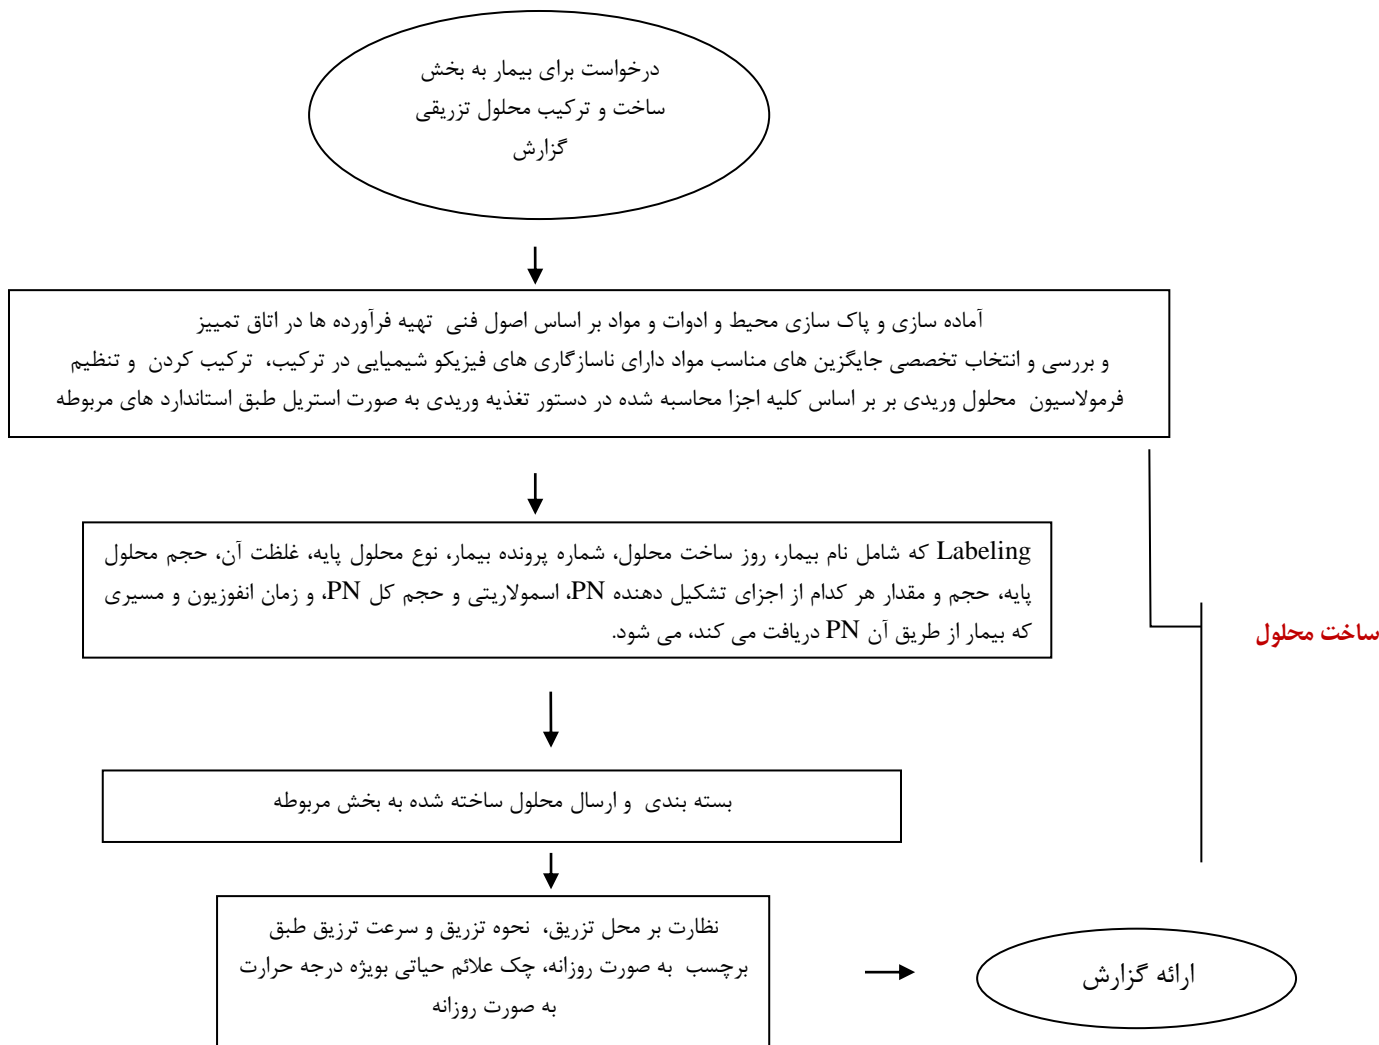 درخواست برای بیمار به بخش
ساخت و ترکیب محلول تزریقی
گزارش
آماده سازی و پاک سازی محیط و ادوات و مواد بر اساس اصول فنی تهیه فرآورده ها در اتاق تمییز
و بررسی و انتخاب تخصصی جایگزین های مناسب مواد دارای ناسازگاری های فیزیکو شیمیایی در ترکیب، ترکیب کردن و تنظیم
فرمولاسیون محلول وریدی بر بر اساس کلیه اجزا محاسبه شده در دستور تغذیه وریدی به صورت استریل طبق استاندارد های مربوطه
Labeling که شامل نام بیمار، روز ساخت محلول، شماره پرونده بیمار، نوع محلول پایه، غلظت آن، حجم محلول
پایه، حجم و مقدار هر کدام از اجزای تشکیل دهنده PN، اسمولاریتی و حجم کل PN، و زمان انفوزیون و مسیری
که بیمار از طریق آن PN دریافت می کند، می شود.
ساخت محلول
بسته بندی و ارسال محلول ساخته شده به بخش مربوطه
نظارت بر محل تزریق، نحوه تزریق و سرعت ترزیق طبق
برچسب به صورت روزانه، چک علائم حیاتی بویژه درجه حرارت
به صورت روزانه
ارائه گزارش